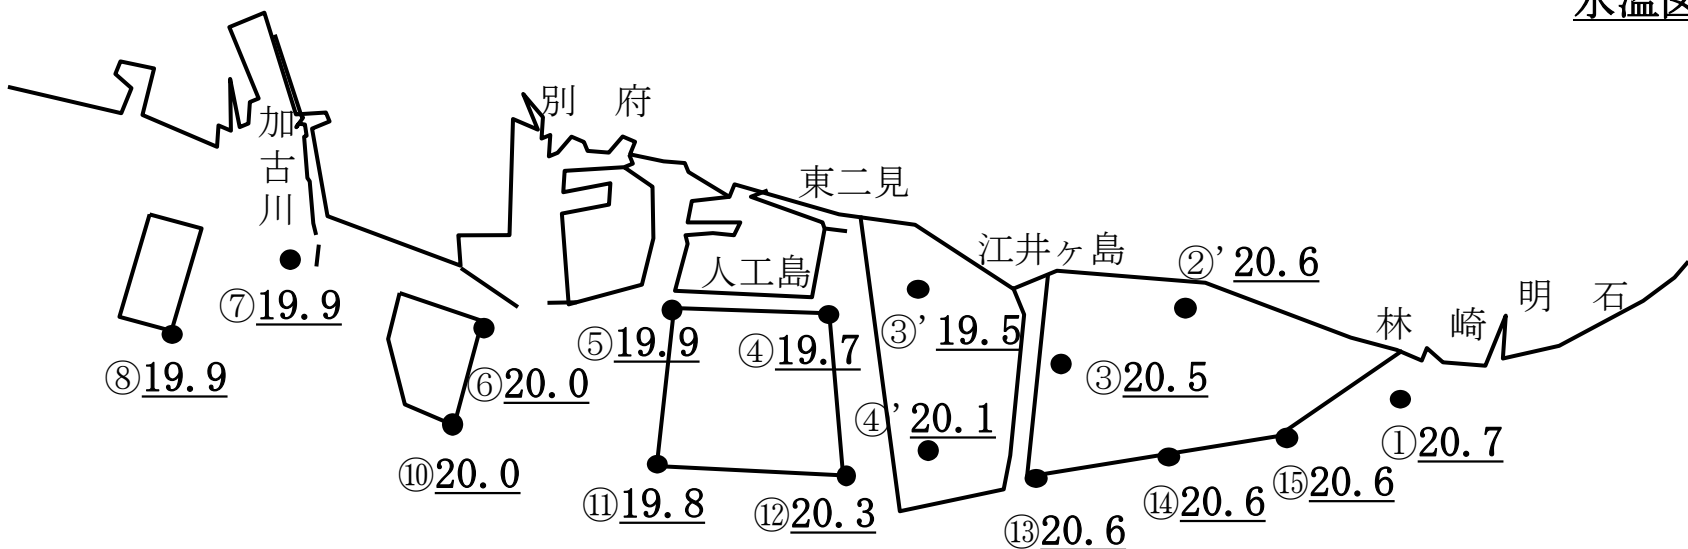 水温図
別　府
加古川
東二見
江井ヶ島
人工島
②' 20.6
明　石
林　崎
⑦19.9
⑤19.9
④19.7
③' 19.5
⑧19.9
⑥20.0
③20.5
④' 20.1
①20.7
⑩20.0
⑪19.8
⑫20.3
⑬20.6
⑭20.6
⑮20.6